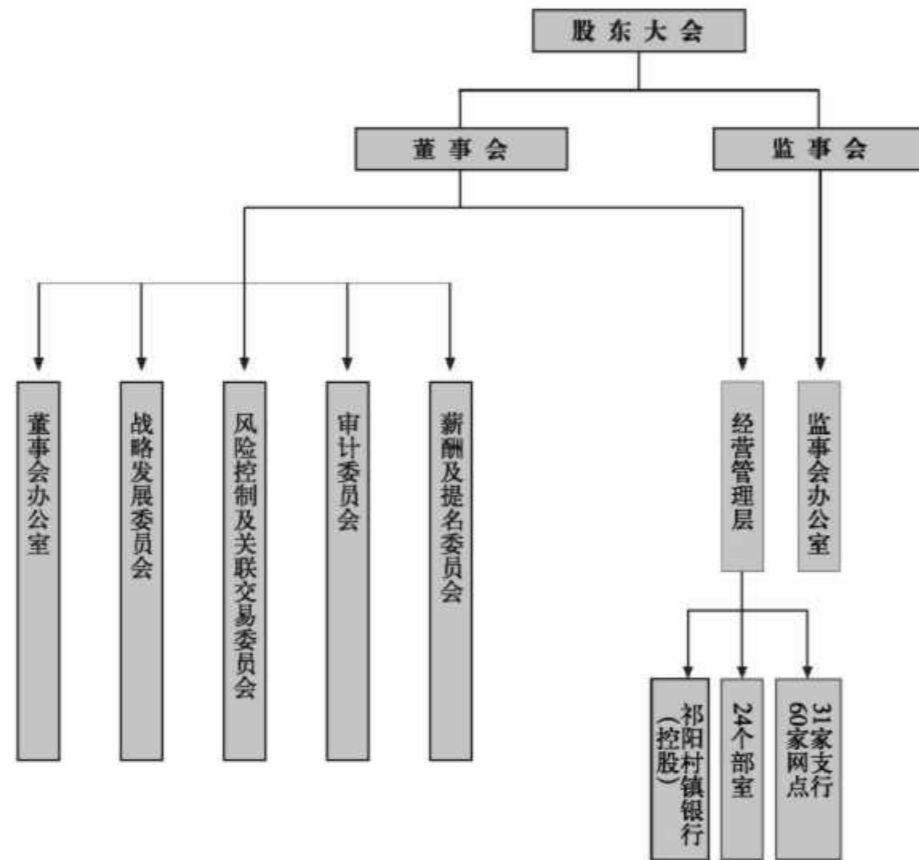 股东大会
董事会
监事会
董事会办公室
战略发展委员会
风险控制及关联交易委员会
审计委员会
薪酬及提名委员会
经营管理层
监事会办公室
祁阳村镇银行
（控股）
24个部室
31家支行
60家网点